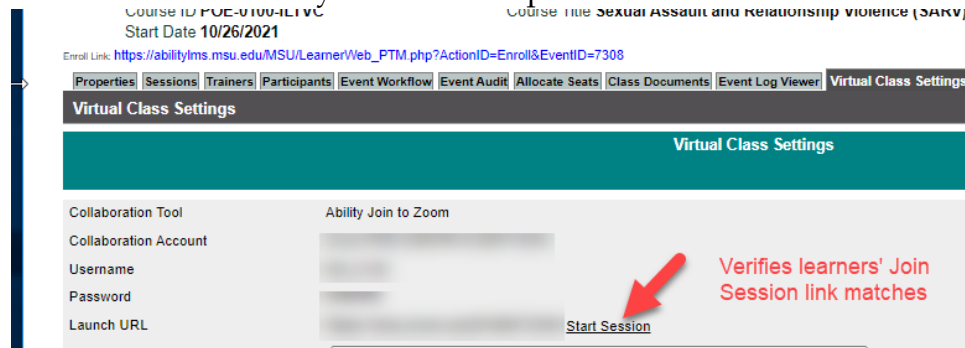 Course ID POE-0100-ILTVC Course Title Sexual Assault and Relationship Violence (SARV)
Start Date 10/26/2021
Enroll Link: https://abilitylms.msu.edu/MSU/LearnerWeb_PTM.php?ActionID=Enroll&EventID=7308
Properties Sessions Trainers Participants Event Workflow Event Audit Allocate Seats Class Documents Event Log Viewer Virtual Class Settings
Virtual Class Settings
Virtual Class Settings
Collaboration Tool Ability Join to Zoom
Collaboration Account
Username
Verifies learners' Join
Password
Session link matches
Launch URL Start Session